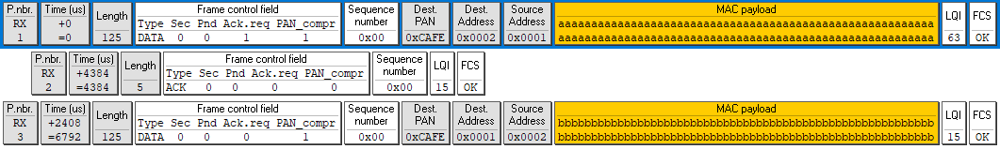 P.nbr. Time (us) Length Frame control field Sequence number Dest. PAN Dest. Address Source Address MAC payload LQI FCS
RX +0 Type Sec Pnd Ack.req PAN_compr aaaaaaaaaaaaaaaaaaaaaaaaaaaaaaaaaaaaaaaaaaaaaaaaaaaaaaaaa
1 =0 125 DATA 0 0 1 1 0x00 0xCAFE 0x0002 0x0001 aaaaaaaaaaaaaaaaaaaaaaaaaaaaaaaaaaaaaaaaaaaaaaaaaaaaaaaaa 63 OK
P.nbr. Time (us) Length Frame control field Sequence number LQI FCS
RX +4384 Type Sec Pnd Ack.req PAN_compr
2 =4384 5 ACK 0 0 0 0 0x00 15 OK
P.nbr. Time (us) Length Frame control field Sequence number Dest. PAN Dest. Address Source Address MAC payload LQI FCS
RX +2408 Type Sec Pnd Ack.req PAN_compr bbbbbbbbbbbbbbbbbbbbbbbbbbbbbbbbbbbbbbbbbbbbbbbbbbbbbbbbb
3 =6792 125 DATA 0 0 0 1 0x00 0xCAFE 0x0001 0x0002 bbbbbbbbbbbbbbbbbbbbbbbbbbbbbbbbbbbbbbbbbbbbbbbbbbbbbbbbb 15 OK